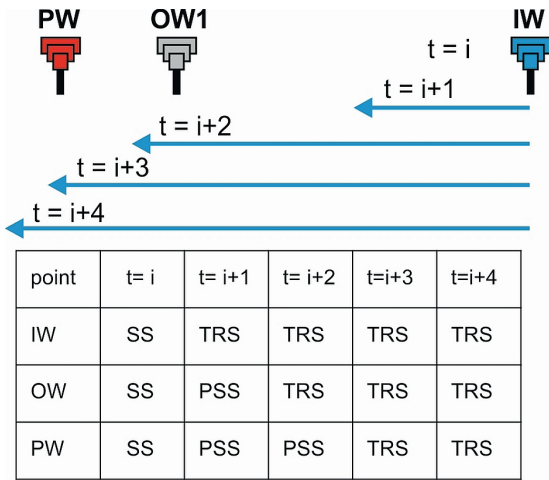 PW OW1 IW
t = i
t = i+1
t = i+2
t = i+3
t = i+4
point t= i t= i+1 t= i+2 t=i+3 t=i+4
IW SS TRS TRS TRS TRS
OW SS PSS TRS TRS TRS
PW SS PSS PSS TRS TRS